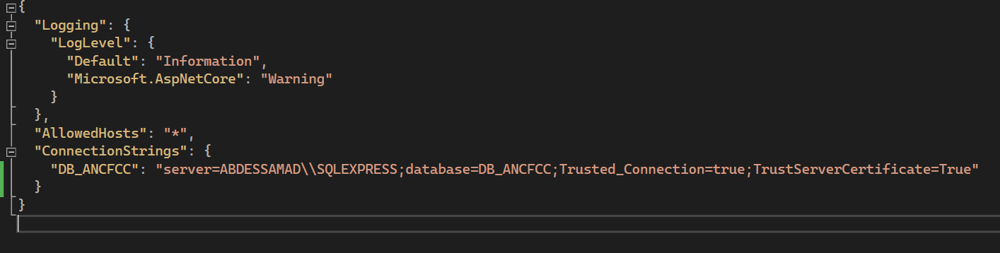 {
"Logging": {
"LogLevel": {
"Default": "Information",
"Microsoft.AspNetCore": "Warning"
}
},
"AllowedHosts": "*",
"ConnectionStrings": {
"DB_ANCFCC": "server=ABDESSAMAD\\SQLEXPRESS;database=DB_ANCFCC;Trusted_Connection=true;TrustServerCertificate=True"
}
}